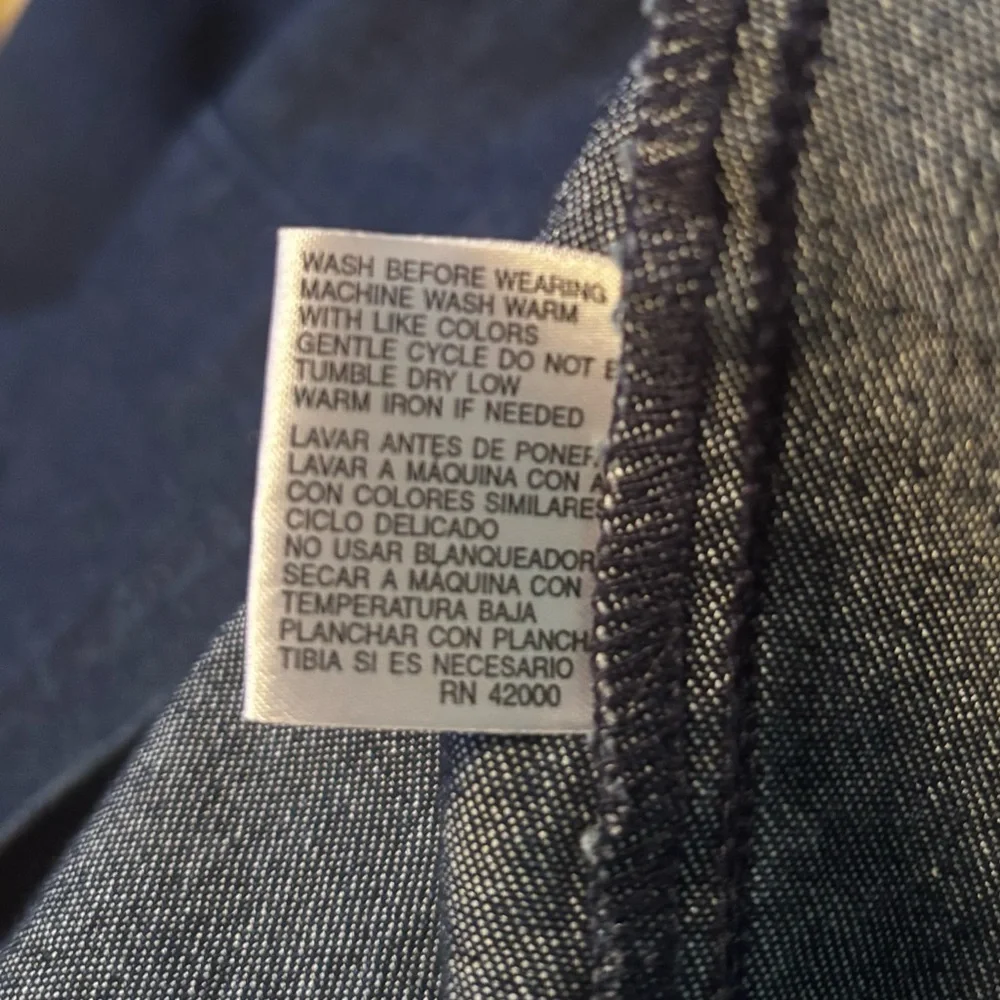 WASH BEFORE WEARING
MACHINE WASH WARM
WITH LIKE COLORS
GENTLE CYCLE DO NOT
TUMBLE DRY LOW
WARM IRON IF NEEDED
LAVAR ANTES DE
LAVAR A MÁQUINA CON
CON COLORES SIMILARES
CICLO DELICADO
NO USAR BLANQUEADOR
SECAR A MÁQUINA CON
TEMPERATURA BAJA
PLANCHAR CON
TIBIA SI ES NECESARIO
RN 42000